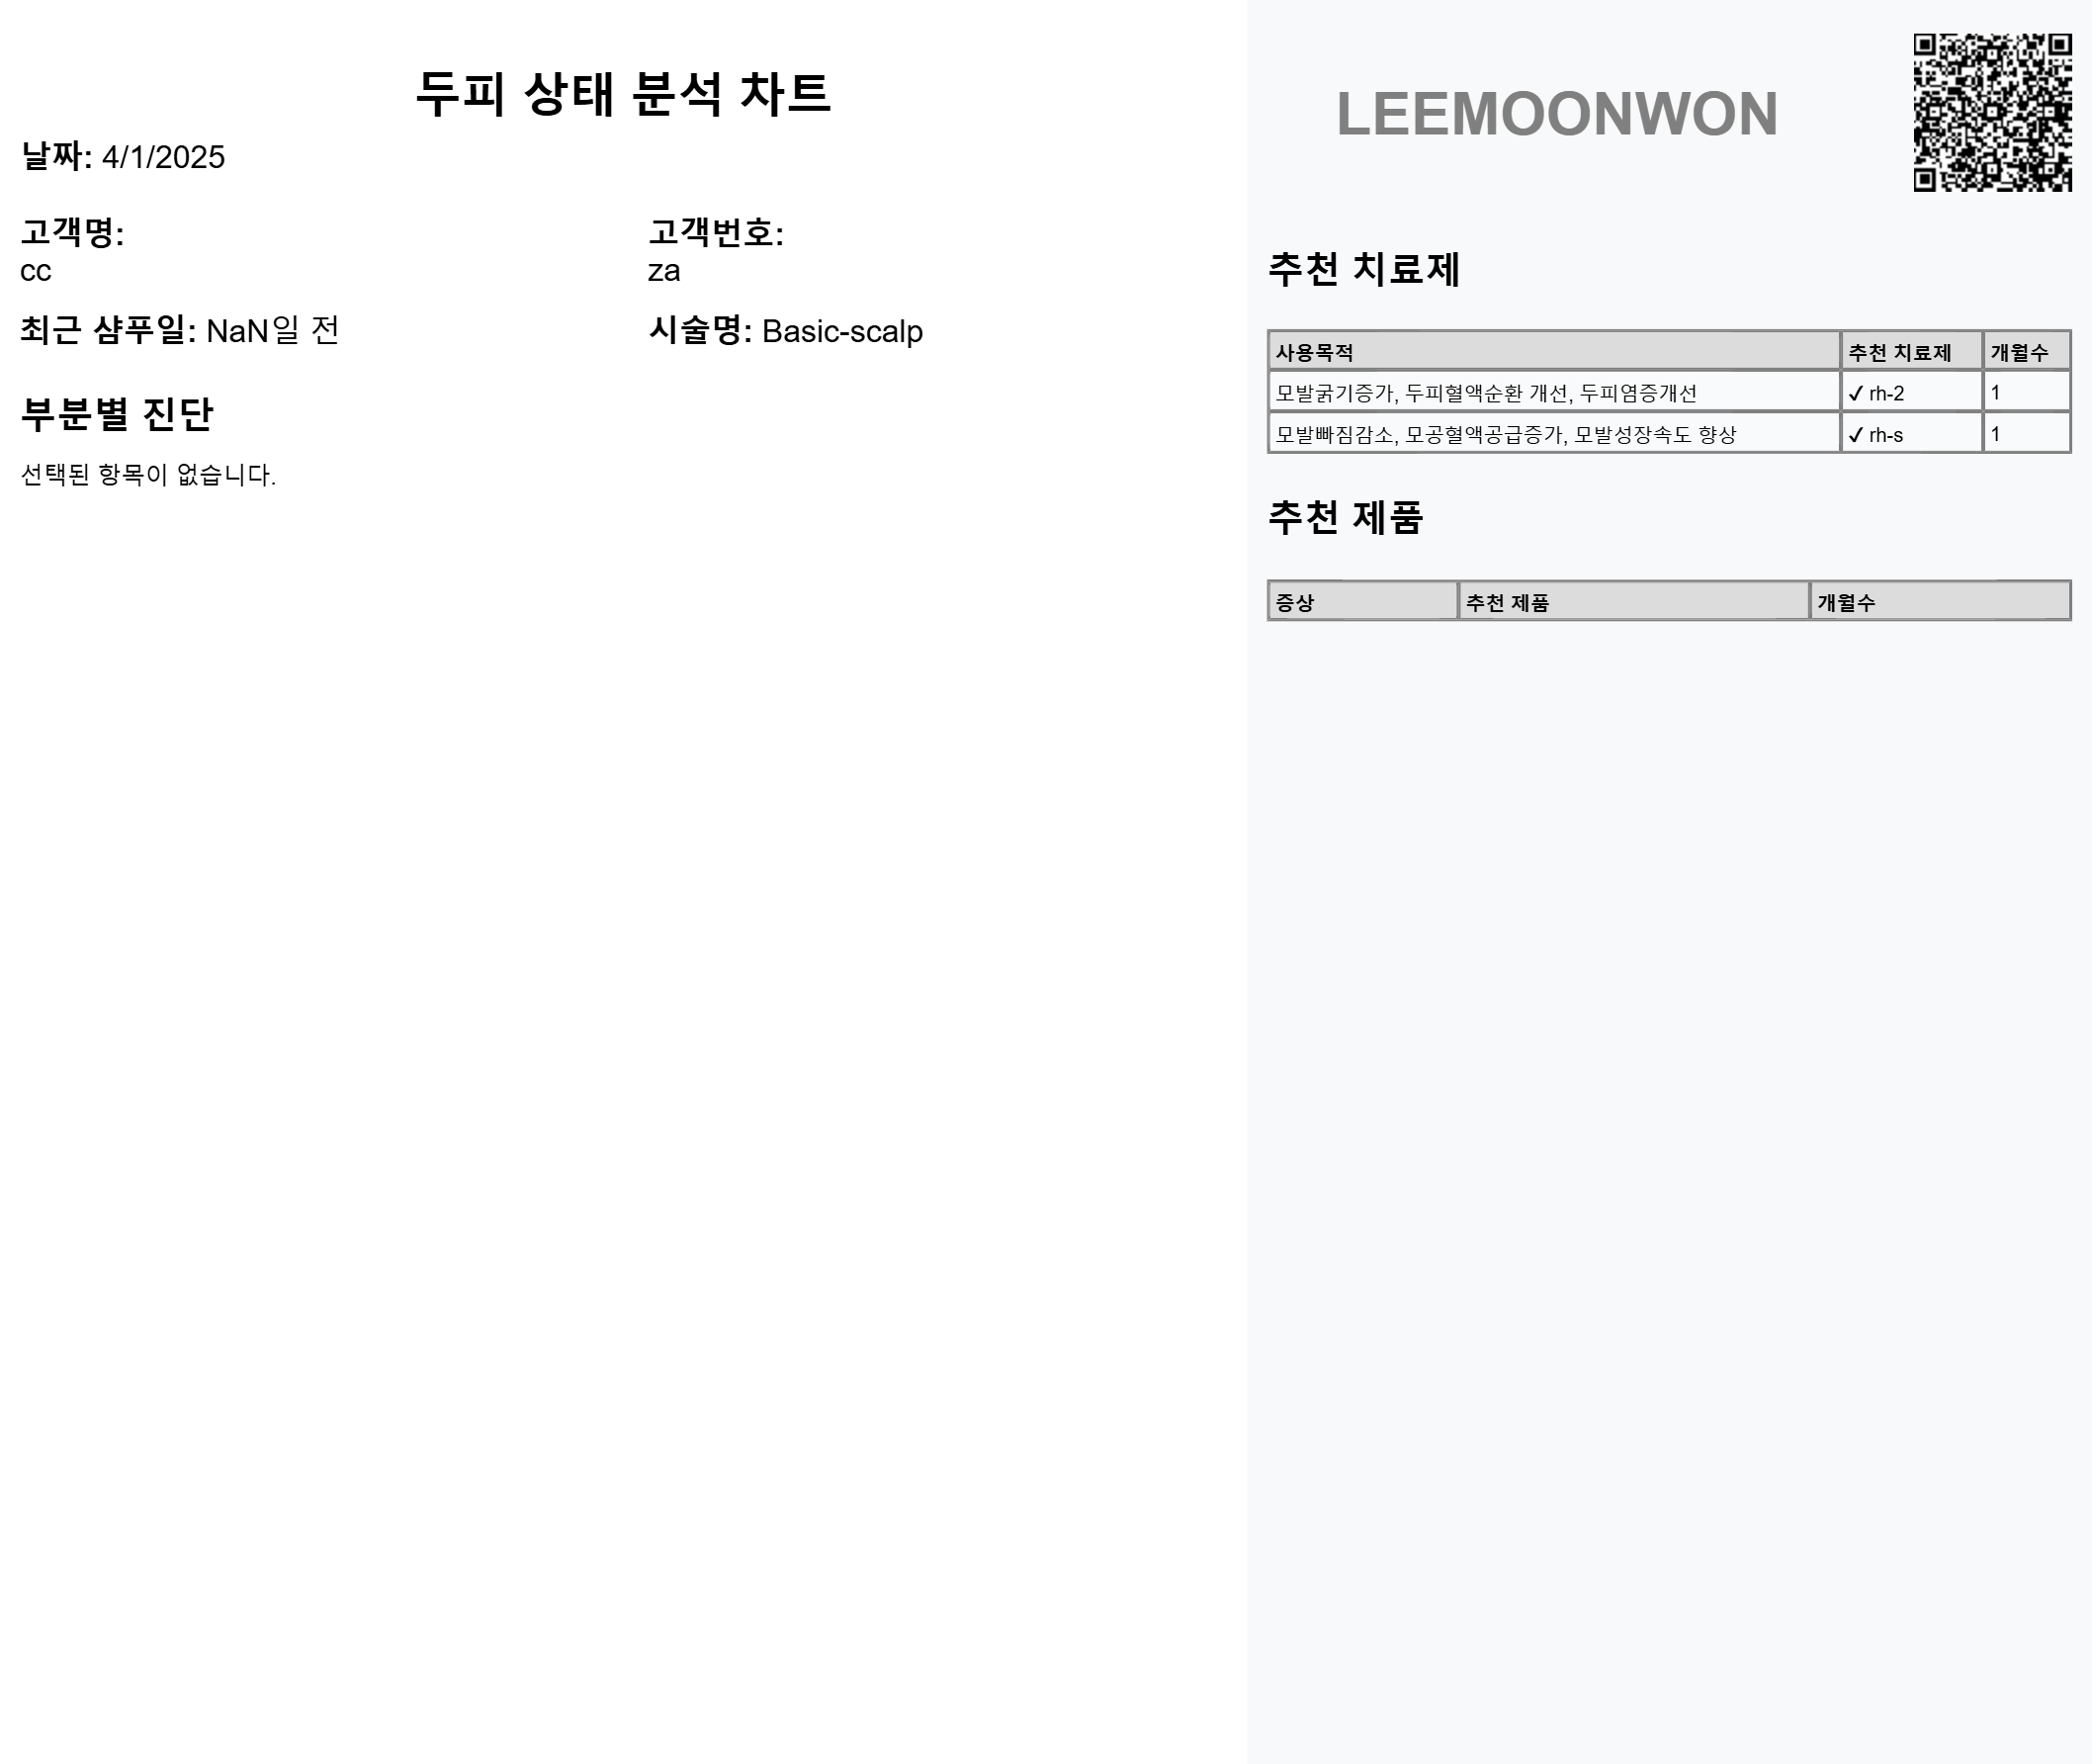 두피 상태 분석 차트
날짜: 4/1/2025
고객명:
cc
고객번호:
za
최근 샴푸일: NaN일 전
시술명: Basic-scalp
부분별 진단
선택된 항목이 없습니다.
LEEMOONWON
추천 치료제
사용목적 추천 치료제 개월수
모발굵기증가, 두피혈액순환 개선, 두피염증개선 ✓ rh-2 1
모발빠짐감소, 모공혈액공급증가, 모발성장속도 향상 ✓ rh-s 1
추천 제품
증상 추천 제품 개월수